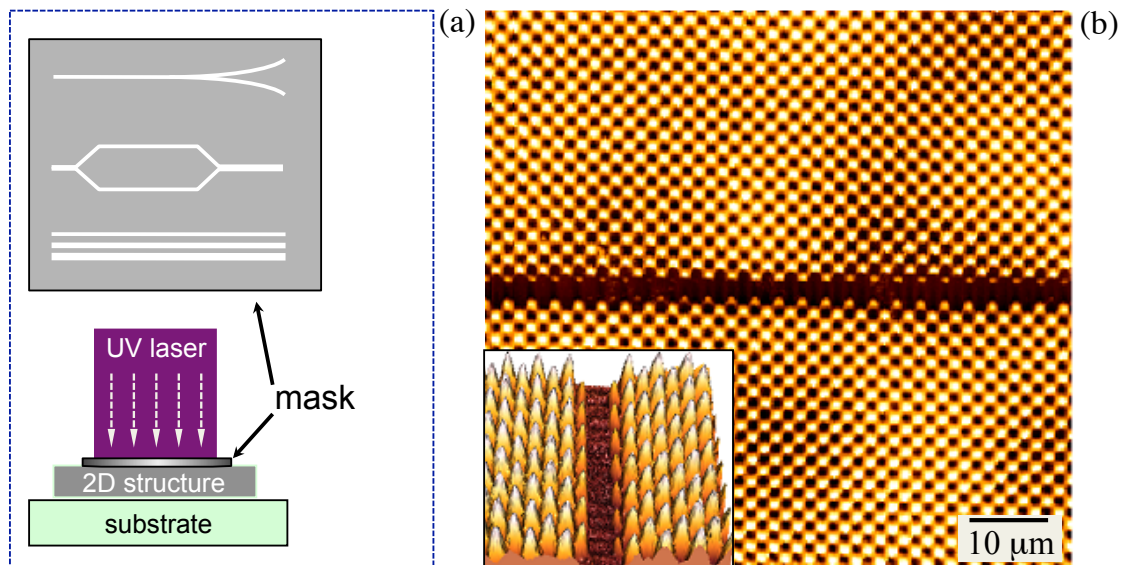 (a)
(b)
UV laser
mask
2D structure
substrate
10 μm